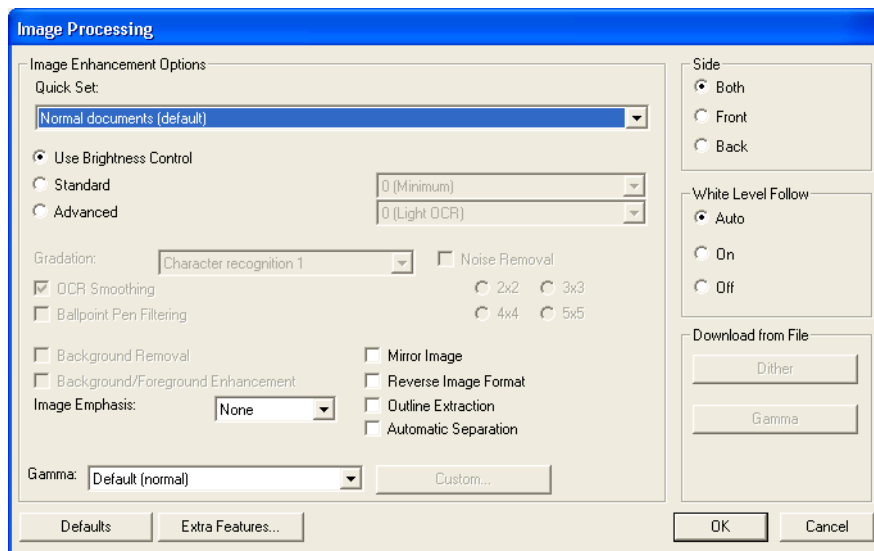 Image Processing
Image Enhancement Options
Quick Set:
Normal documents (default)
Use Brightness Control
Standard
0 (Minimum)
Advanced
0 (Light OCR)
Gradation:
Character recognition 1
Noise Removal
OCR Smoothing
2x2
3x3
Ballpoint Pen Filtering
4x4
5x5
Background Removal
Mirror Image
Background/Foreground Enhancement
Reverse Image Format
Image Emphasis:
None
Outline Extraction
Automatic Separation
Gamma:
Default (normal)
Custom...
Side
Both
Front
Back
White Level Follow
Auto
On
Off
Download from File
Dither
Gamma
Defaults
Extra Features...
OK
Cancel